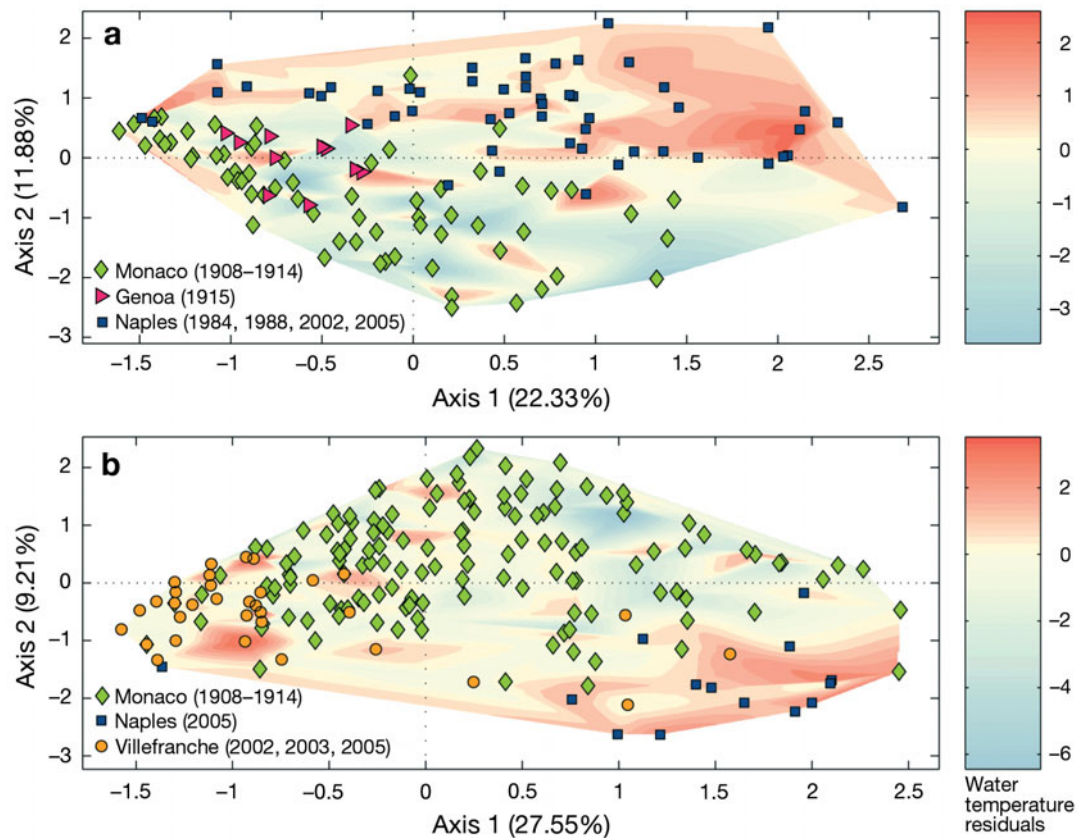 a
Axis 2 (11.88%)
2
1
0
−1
−2
−3
Monaco (1908–1914)
Genoa (1915)
Naples (1984, 1988, 2002, 2005)
−1.5 −1 −0.5 0 0.5 1 1.5 2 2.5
Axis 1 (22.33%)
2
1
0
−1
−2
−3
b
Axis 2 (9.21%)
2
1
0
−1
−2
−3
Monaco (1908–1914)
Naples (2005)
Villefranche (2002, 2003, 2005)
−1.5 −1 −0.5 0 0.5 1 1.5 2 2.5
Axis 1 (27.55%)
2
0
−2
−4
−6
Water
temperature
residuals